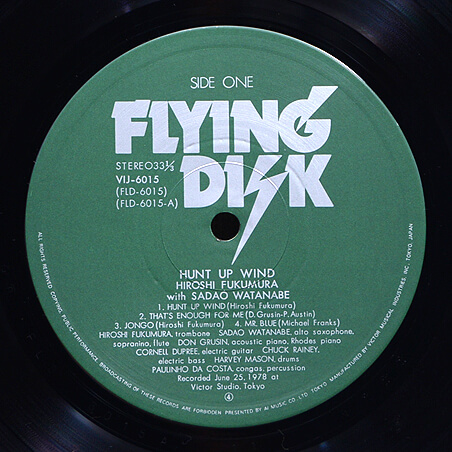 SIDE ONE
FLYING
DISK
STEREO 33⅓
VIJ-6015
(FLD-6015)
(FLD-6015-A)
HUNT UP WIND
HIROSHI FUKUMURA
with SADAO WATANABE
1. HUNT UP WIND (Hiroshi Fukumura)
2. THAT'S ENOUGH FOR ME (D. Grusin-P. Austin)
3. JONGO (Hiroshi Fukumura) 4. MR. BLUE (Michael Franks)
HIROSHI FUKUMURA, trombone SADAO WATANABE, alto saxophone,
sopranino, flute DON GRUSIN, acoustic piano, Rhodes piano
CORNELL DUPREE, electric guitar CHUCK RAINEY,
electric bass HARVEY MASON, drums
PAULINHO DA COSTA, congas, percussion
Recorded June 25, 1978 at
Victor Studio, Tokyo
4
ALL RIGHTS RESERVED COPYING, PUBLIC PERFORMANCE, BROADCASTING OF THESE RECORDS ARE FORBIDDEN PRESENTED BY AI MUSIC CO LTD. TOKYO MANUFACTURED BY VICTOR MUSICAL INDUSTRIES, INC. TOKYO, JAPAN